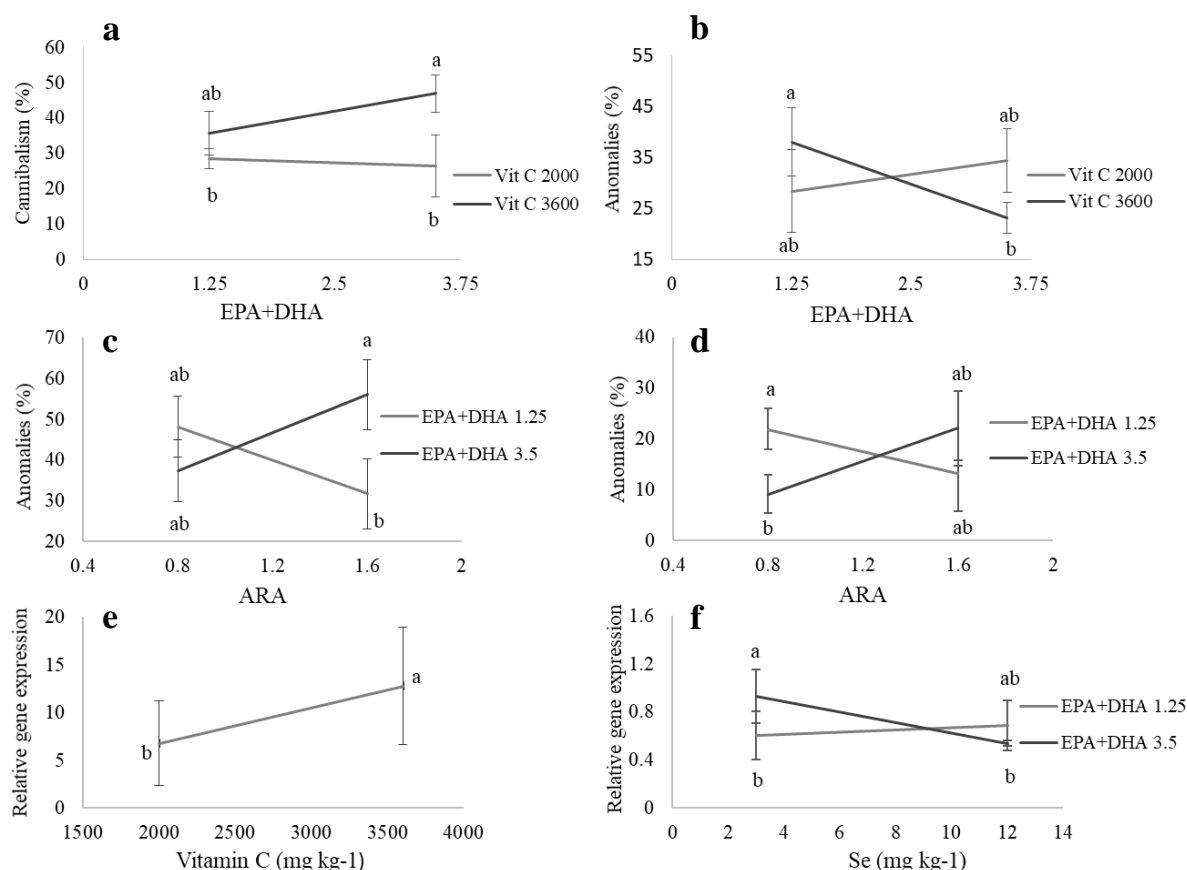 a
Cannibalism (%)
60
50
40
30
20
10
0
ab
a
b
b
Vit C 2000
Vit C 3600
0
1.25
2.5
3.75
EPA+DHA
b
Anomalies (%)
55
45
35
25
15
a
ab
ab
b
Vit C 2000
Vit C 3600
0
1.25
2.5
3.75
EPA+DHA
c
Anomalies (%)
70
60
50
40
30
20
ab
a
ab
b
EPA+DHA 1.25
EPA+DHA 3.5
0.4
0.8
1.2
1.6
2
ARA
d
Anomalies (%)
40
30
20
10
0
a
ab
b
ab
EPA+DHA 1.25
EPA+DHA 3.5
0.4
0.8
1.2
1.6
2
ARA
e
Relative gene expression
20
15
10
5
0
b
a
1500
2000
2500
3000
3500
4000
Vitamin C (mg kg-1)
f
Relative gene expression
1.6
1.2
0.8
0.4
0
a
ab
b
b
EPA+DHA 1.25
EPA+DHA 3.5
0
2
4
6
8
10
12
14
Se (mg kg-1)